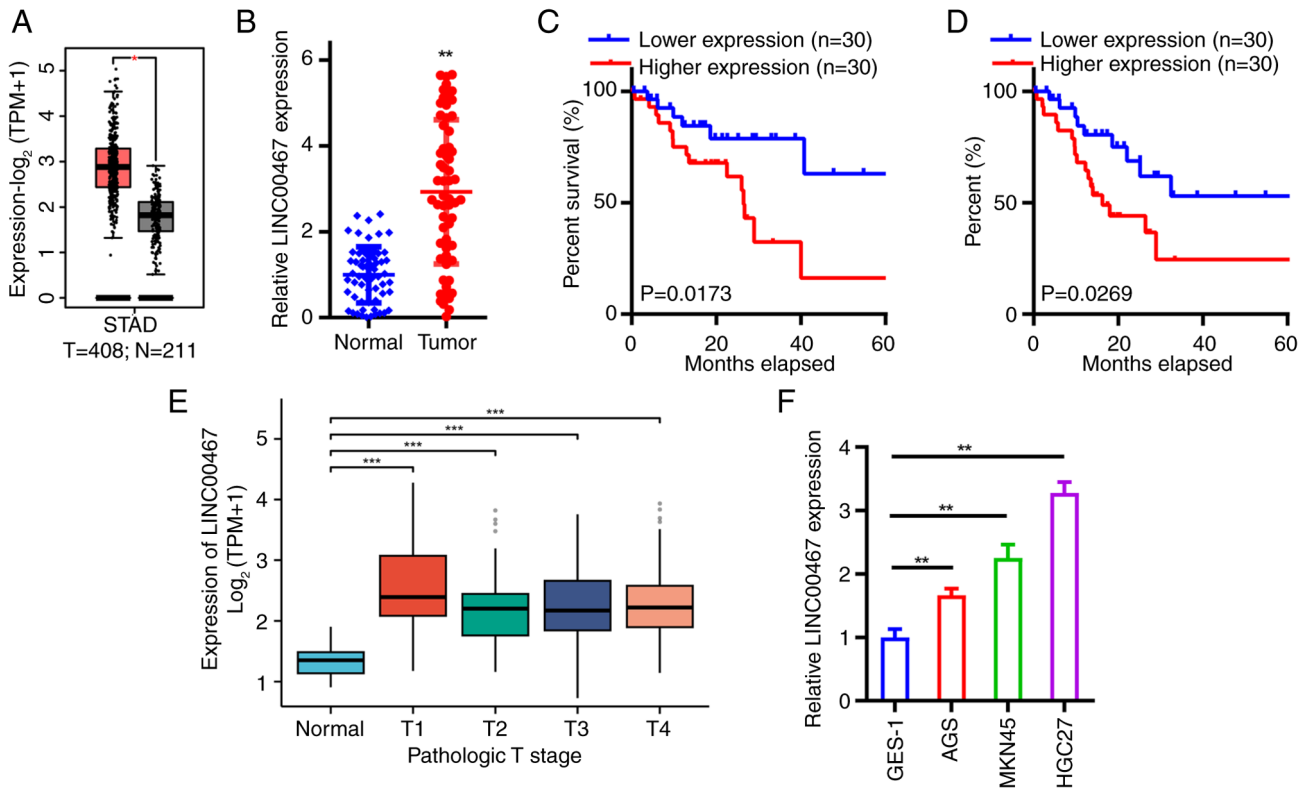 A
Expression-log2 (TPM+1)
5
4
3
2
1
0
*
STAD
T=408; N=211
B
Relative LINC00467 expression
6
4
2
0
**
Normal
Tumor
C
Lower expression (n=30)
Higher expression (n=30)
Percent survival (%)
100
50
0
P=0.0173
0
20
40
60
Months elapsed
D
Lower expression (n=30)
Higher expression (n=30)
Percent (%)
100
50
0
P=0.0269
0
20
40
60
Months elapsed
E
Expression of LINC00467
Log2 (TPM+1)
5
4
3
2
1
***
***
***
***
Normal
T1
T2
T3
T4
Pathologic T stage
F
Relative LINC00467 expression
4
3
2
1
0
**
**
**
GES-1
AGS
MKN45
HGC27